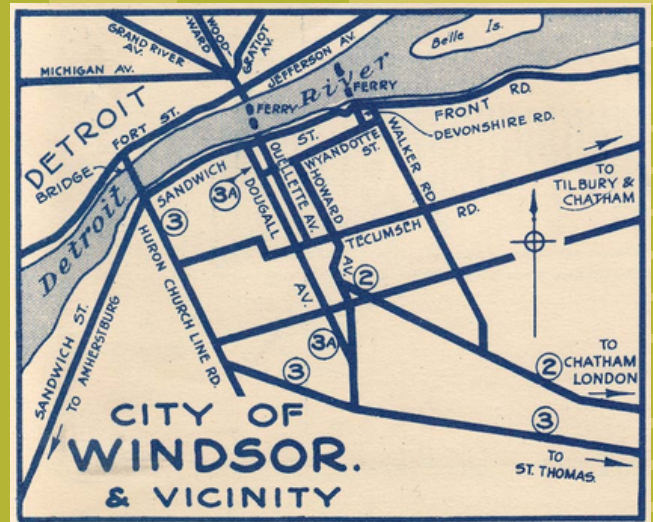 GRAND RIVER
AV.
WOOD-
WARD
GRATIOT
AV.
JEFFERSON AV.
Belle Is.
MICHIGAN AV.
DETROIT
FORT ST.
FERRY
River
FERRY
FRONT RD.
DEVONSHIRE RD.
BRIDGE
Detroit
SANDWICH ST.
WYANDOTTE
ST.
WALKER RD.
OUELLETTE AV.
HOWARD
AV.
3A
DOUGALL
AV.
3
TECUMSEH RD.
TO
TILBURY &
CHATHAM
HURON CHURCH LINE RD.
2
SANDWICH ST.
TO AMHERSTBURG
3A
3
2
TO
CHATHAM
LONDON
3
TO
ST. THOMAS.
CITY OF
WINDSOR.
& VICINITY